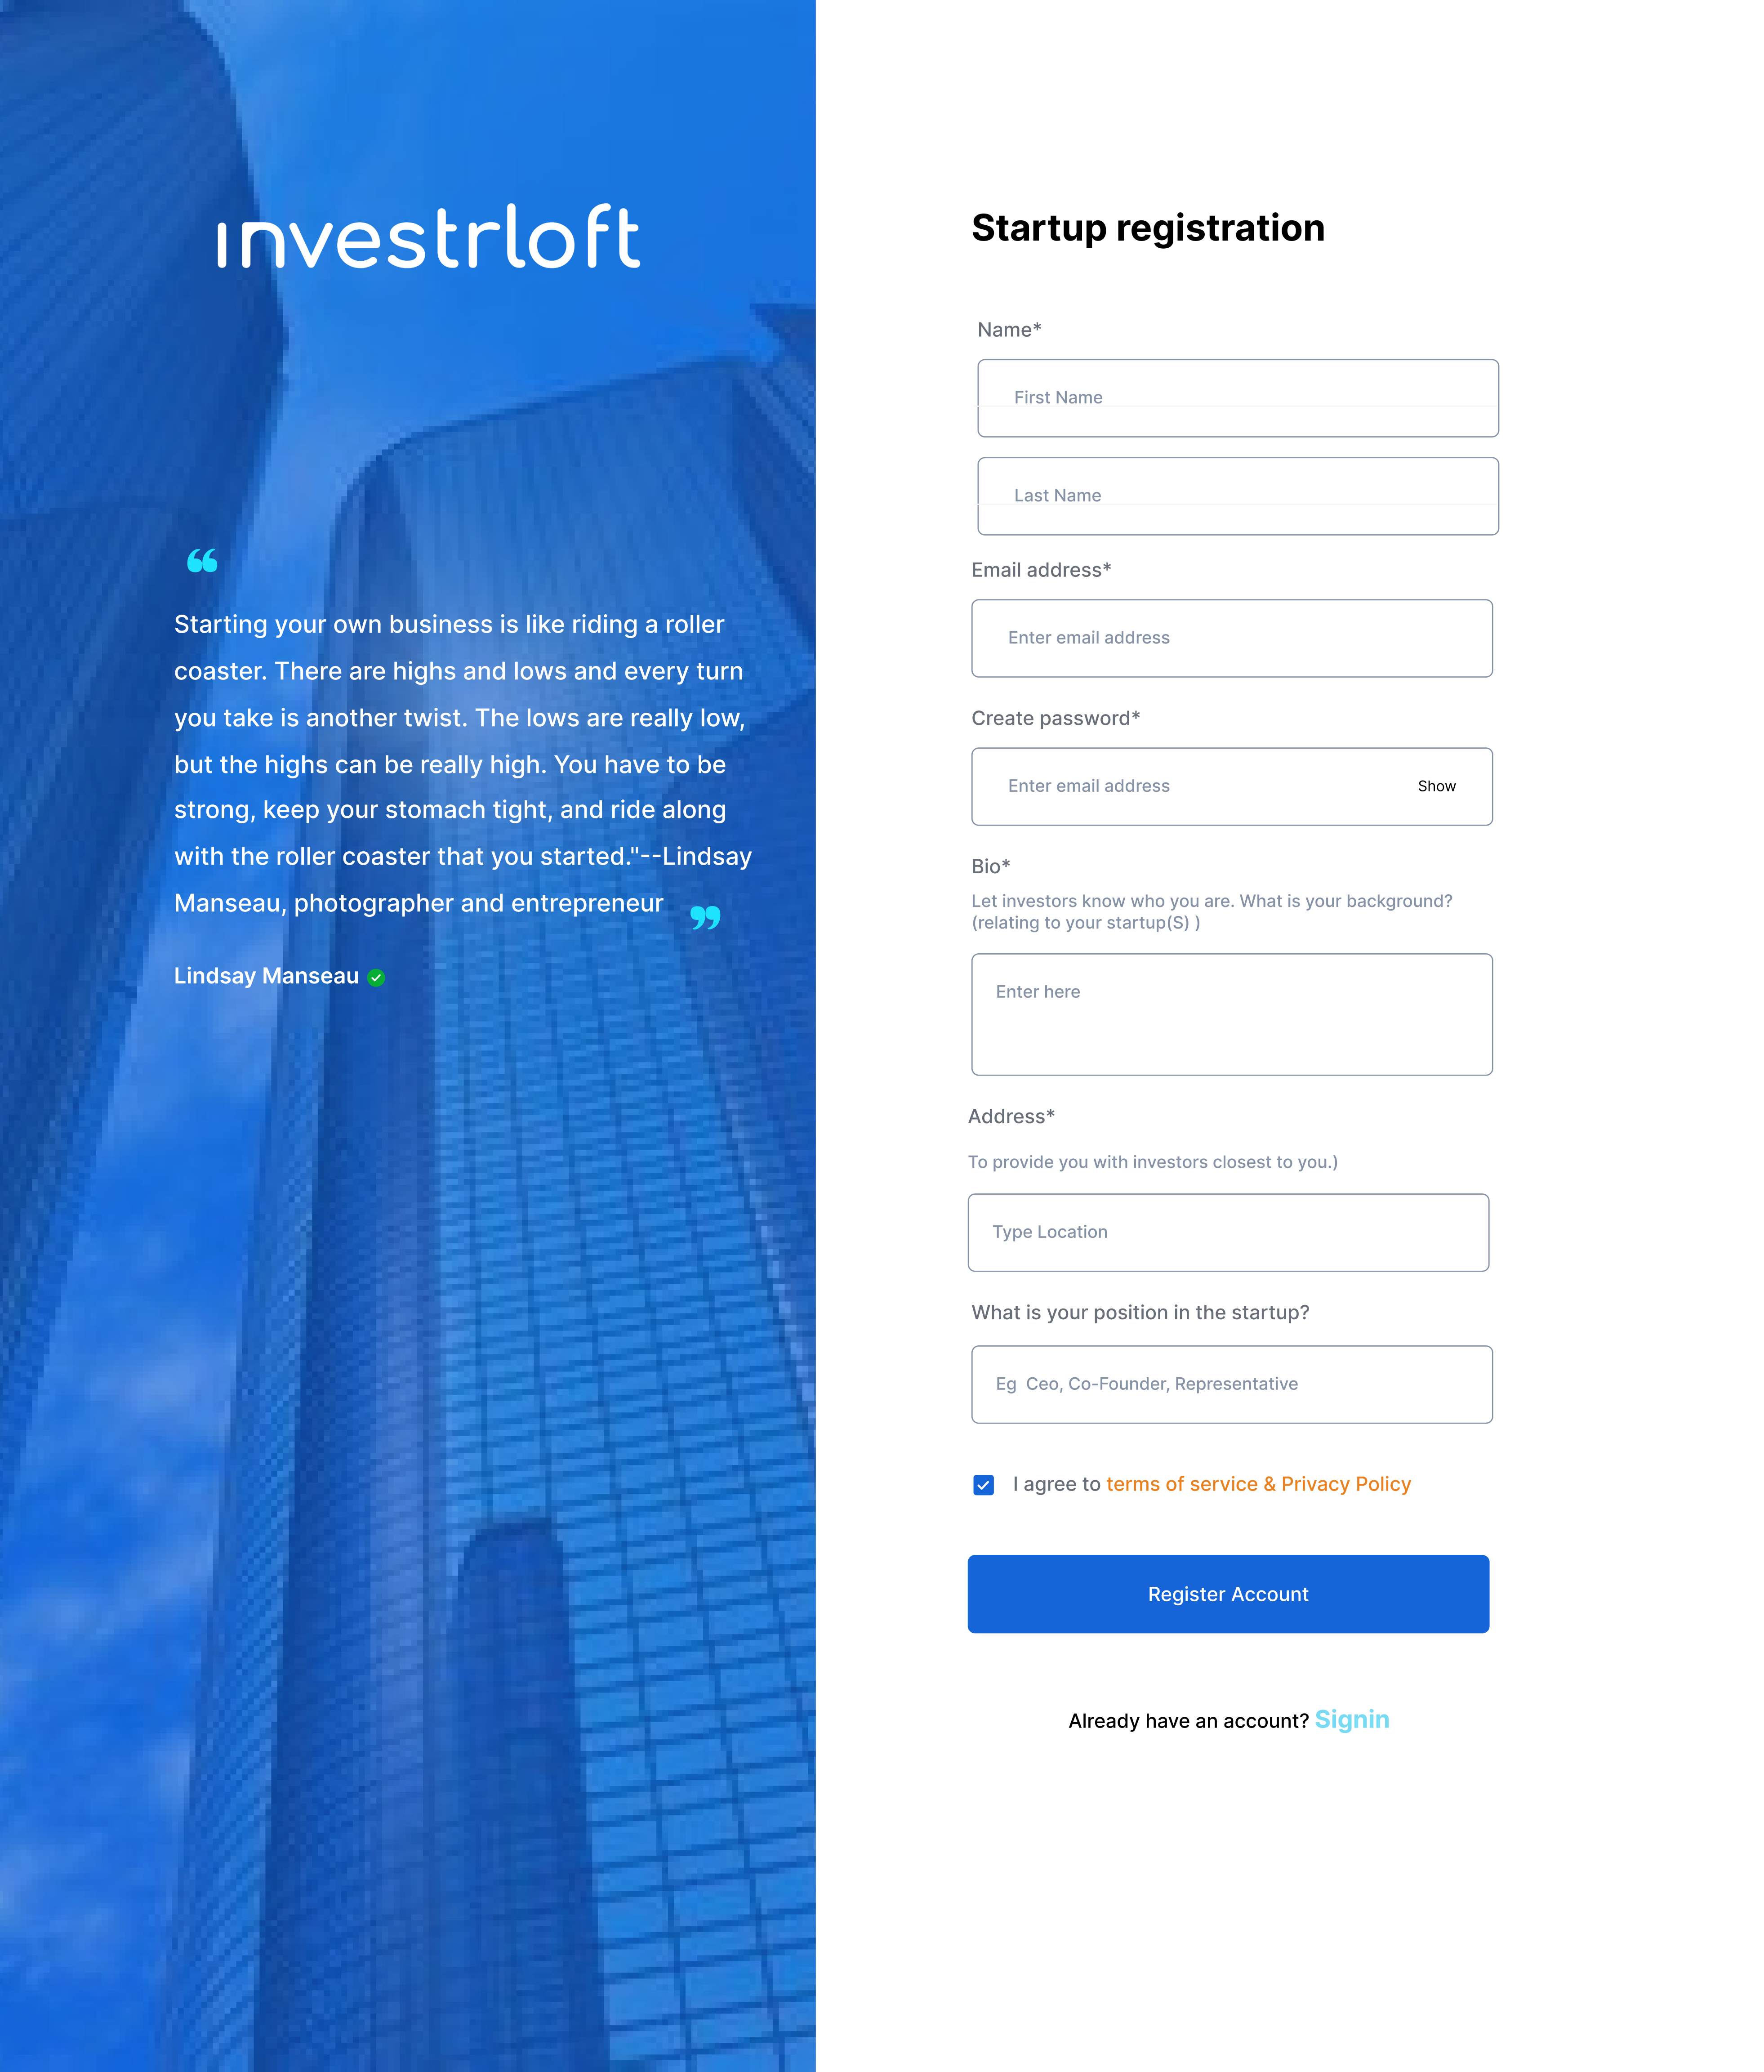 investrloft
Starting your own business is like riding a roller
coaster. There are highs and lows and every turn
you take is another twist. The lows are really low,
but the highs can be really high. You have to be
strong, keep your stomach tight, and ride along
with the roller coaster that you started."--Lindsay
Manseau, photographer and entrepreneur
Lindsay Manseau
Startup registration
Name*
First Name
Last Name
Email address*
Enter email address
Create password*
Enter email address Show
Bio*
Let investors know who you are. What is your background?
(relating to your startup(S) )
Enter here
Address*
To provide you with investors closest to you.)
Type Location
What is your position in the startup?
Eg  Ceo, Co-Founder, Representative
I agree to terms of service & Privacy Policy
Register Account
Already have an account? Signin